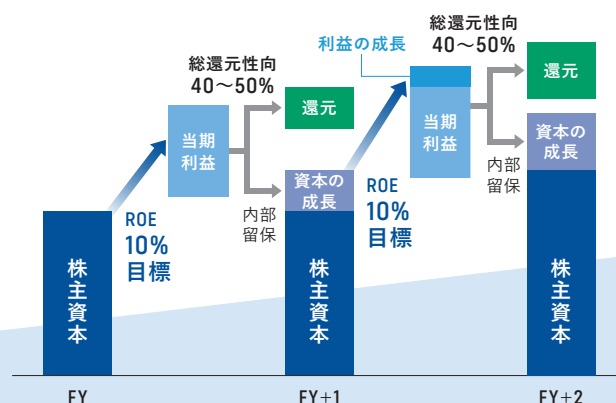 総還元性向
40～50%
還元
当期
利益
ROE
10%
目標
内部
留保
資本の
成長
株主資本
株主資本
利益の成長
総還元性向
40～50%
還元
当期
利益
ROE
10%
目標
内部
留保
資本の
成長
株主資本
FY
FY+1
FY+2